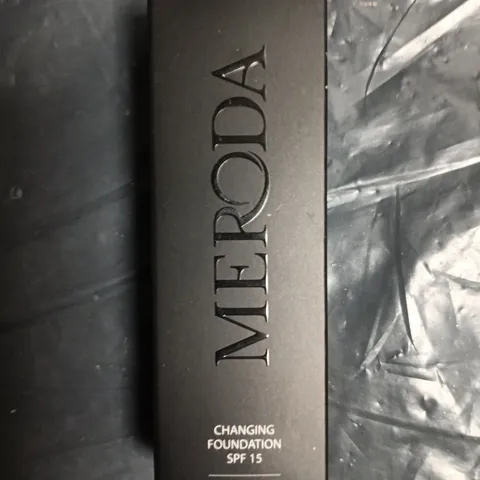 MERODA
CHANGING
FOUNDATION
SPF 15